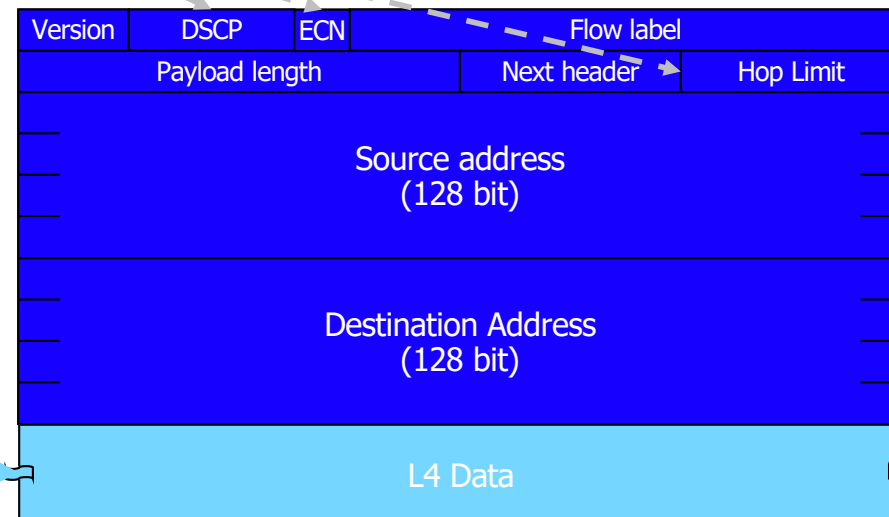 Version DSCP ECN Flow label
Payload length Next header Hop Limit
Source address
(128 bit)
Destination Address
(128 bit)
L4 Data